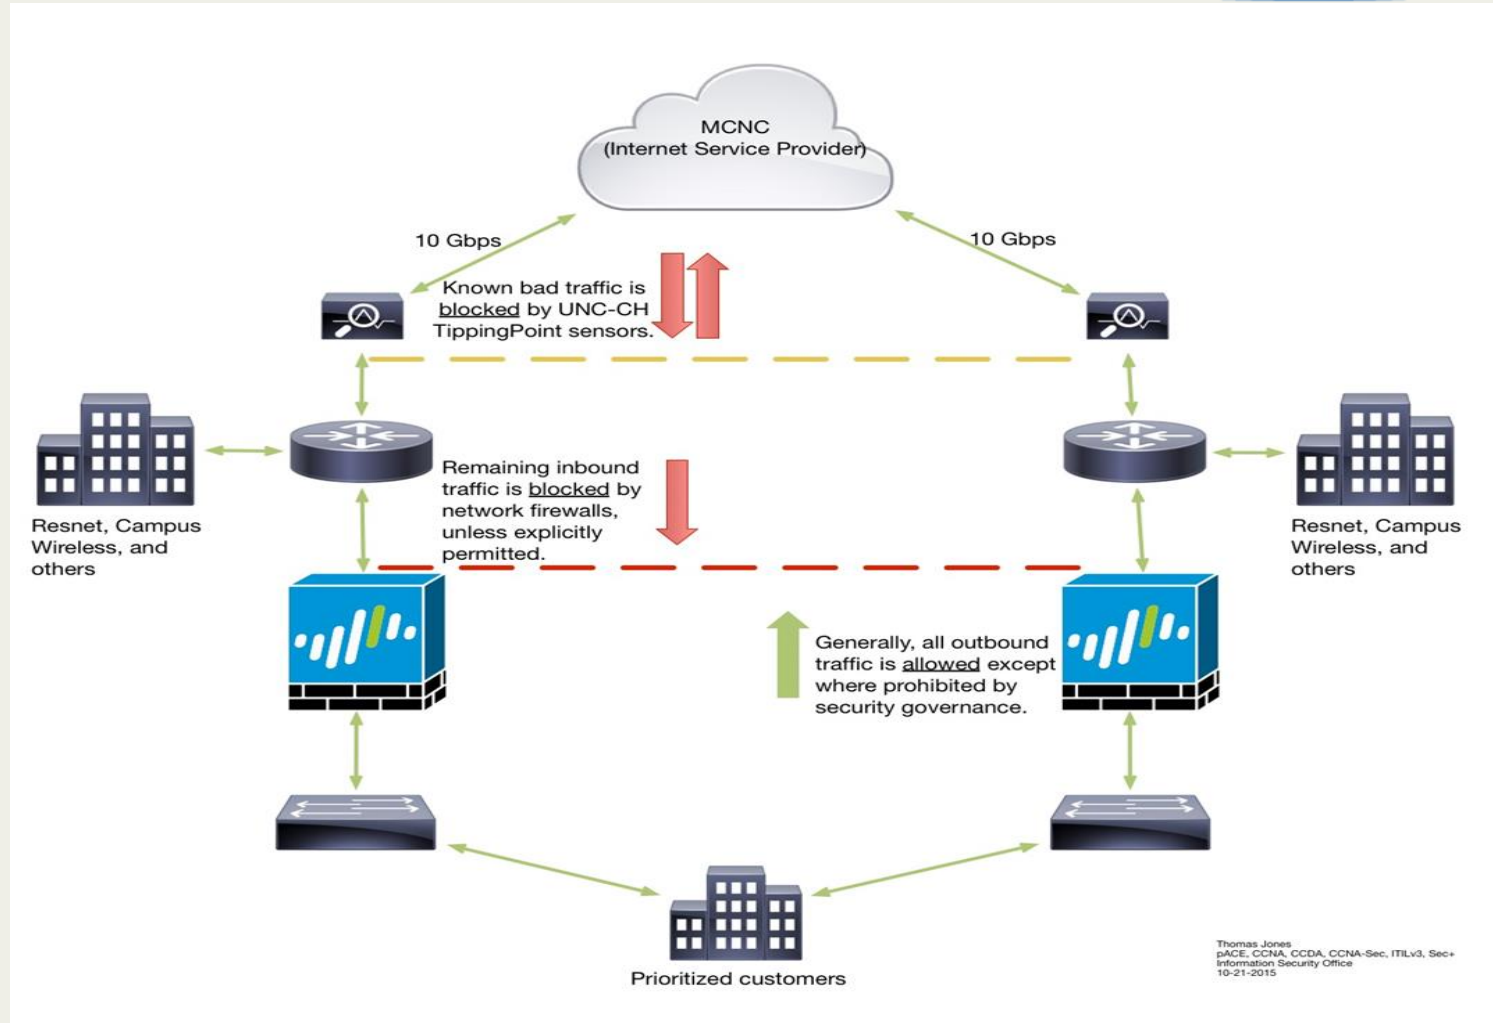 MCNC
(Internet Service Provider)
10 Gbps
10 Gbps
Known bad traffic is
blocked by UNC-CH
TippingPoint sensors.
Remaining inbound
traffic is blocked by
network firewalls,
unless explicitly
permitted.
Resnet, Campus
Wireless, and
others
Resnet, Campus
Wireless, and
others
Generally, all outbound
traffic is allowed except
where prohibited by
security governance.
Prioritized customers
Thomas Jones
pACE, CCNA, CCDA, CCNA-Sec, ITILv3, Sec+
Information Security Office
10-21-2015